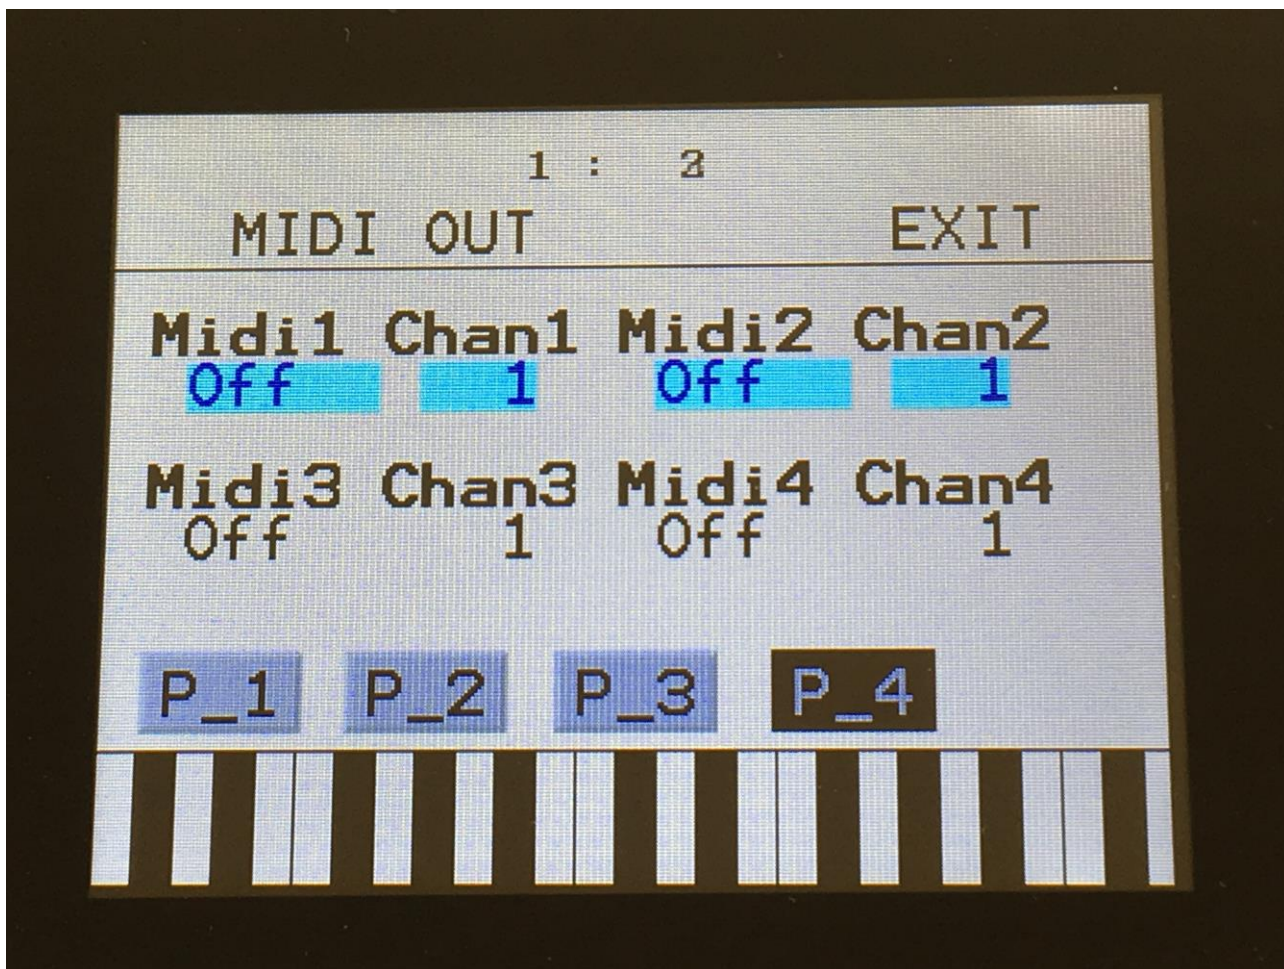 1 :
MIDI OUT EXIT
Midi1 Chan1 Midi2 Chan2
Off 1 Off 1
Midi3 Chan3 Midi4 Chan4
Off 1 Off 1
P_1 P_2 P_3 P_4